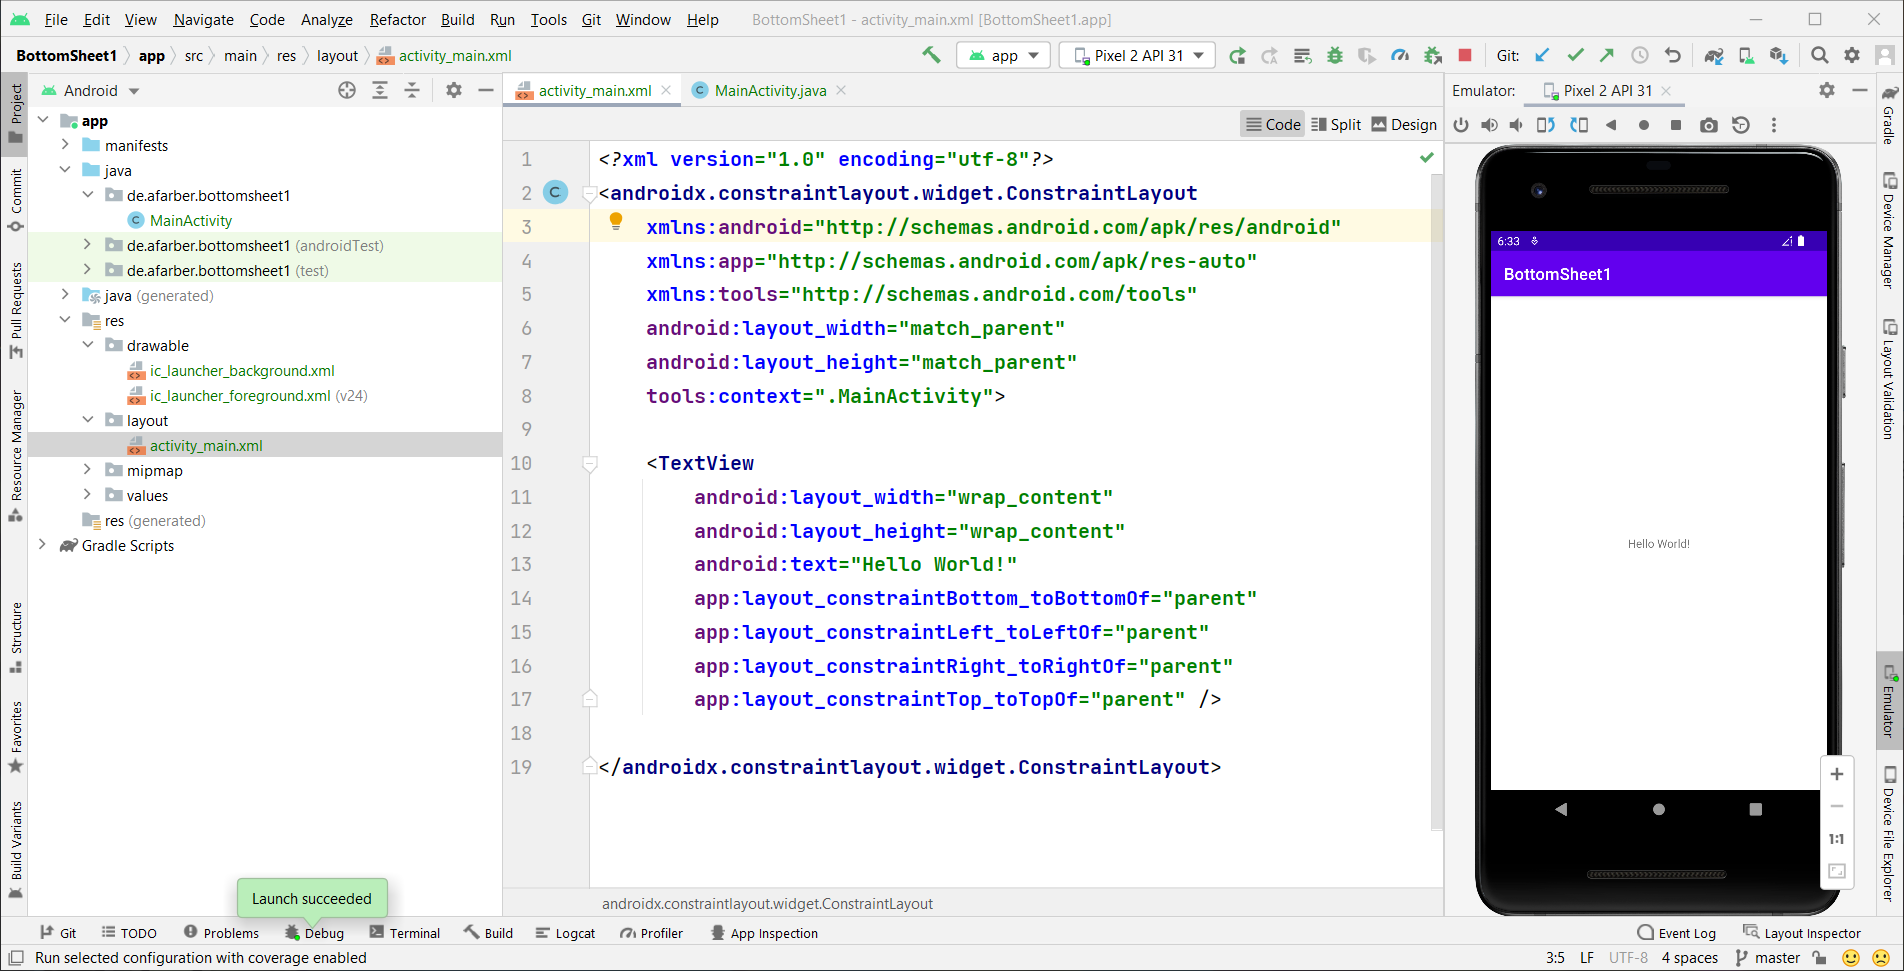 File Edit View Navigate Code Analyze Refactor Build Run Tools Git Window Help BottomSheet1 - activity_main.xml [BottomSheet1.app]
BottomSheet1 app src main res layout activity_main.xml app Pixel 2 API 31 Git:
Project
Commit
Pull Requests
Resource Manager
Structure
Favorites
Build Variants
Android
app
manifests
java
de.afarber.bottomsheet1
MainActivity
de.afarber.bottomsheet1 (androidTest)
de.afarber.bottomsheet1 (test)
java (generated)
res
drawable
ic_launcher_background.xml
ic_launcher_foreground.xml (v24)
layout
activity_main.xml
mipmap
values
res (generated)
Gradle Scripts
activity_main.xml MainActivity.java
Code Split Design
1 <?xml version="1.0" encoding="utf-8"?>
2 <androidx.constraintlayout.widget.ConstraintLayout
3 xmlns:android="http://schemas.android.com/apk/res/android"
4 xmlns:app="http://schemas.android.com/apk/res-auto"
5 xmlns:tools="http://schemas.android.com/tools"
6 android:layout_width="match_parent"
7 android:layout_height="match_parent"
8 tools:context=".MainActivity">
9
10 <TextView
11 android:layout_width="wrap_content"
12 android:layout_height="wrap_content"
13 android:text="Hello World!"
14 app:layout_constraintBottom_toBottomOf="parent"
15 app:layout_constraintLeft_toLeftOf="parent"
16 app:layout_constraintRight_toRightOf="parent"
17 app:layout_constraintTop_toTopOf="parent" />
18
19 </androidx.constraintlayout.widget.ConstraintLayout>
androidx.constraintlayout.widget.ConstraintLayout
Emulator: Pixel 2 API 31
6:33
BottomSheet1
Hello World!
1:1
Gradle
Device Manager
Layout Validation
Emulator
Device File Explorer
Launch succeeded
Git TODO Problems Debug Terminal Build Logcat Profiler App Inspection Event Log Layout Inspector
Run selected configuration with coverage enabled 3:5 LF UTF-8 4 spaces master